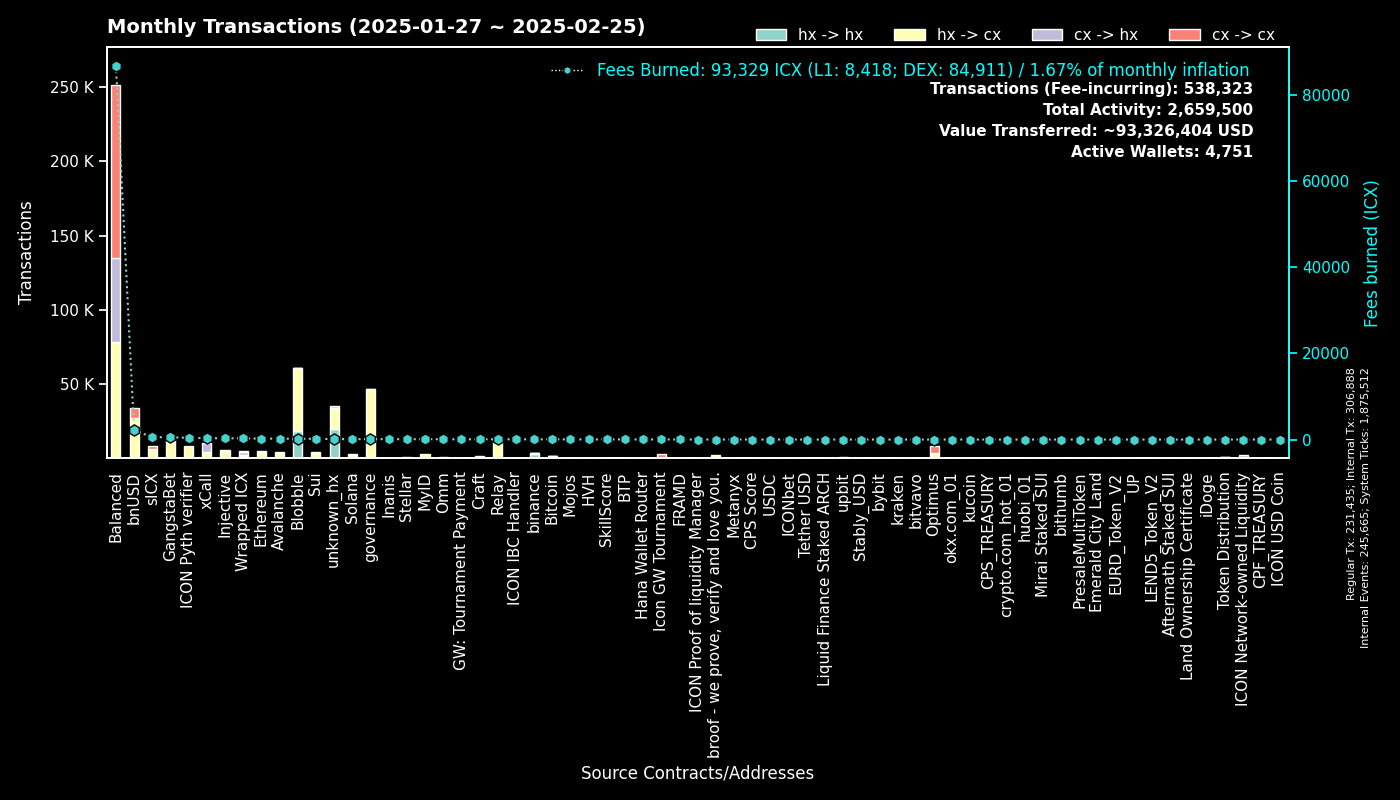 Monthly Transactions (2025-01-27 ~ 2025-02-25)
hx -> hx
hx -> cx
cx -> hx
cx -> cx
Fees Burned: 93,329 ICX (L1: 8,418; DEX: 84,911) / 1.67% of monthly inflation
Transactions (Fee-incurring): 538,323
Total Activity: 2,659,500
Value Transferred: ~93,326,404 USD
Active Wallets: 4,751
Transactions
250 K
200 K
150 K
100 K
50 K
80000
60000
40000
20000
0
Fees burned (ICX)
Regular Tx: 231,435; Internal Tx: 306,888
Internal Events: 245,665; System Ticks: 1,875,512
Balanced
bnUSD
sICX
GangstaBet
ICON Pyth verifier
xCall
Injective
Wrapped ICX
Ethereum
Avalanche
Blobble
Sui
unknown_hx
Solana
governance
Inanis
Stellar
MyID
Omm
GW: Tournament Payment
Craft
Relay
ICON IBC Handler
binance
Bitcoin
Mojos
HVH
SkillScore
BTP
Hana Wallet Router
Icon GW Tournament
FRAMD
ICON Proof of liquidity Manager
broof - we prove, verify and love you.
Metanyx
CPS Score
USDC
ICONbet
Tether USD
Liquid Finance Staked ARCH
upbit
Stably_USD
bybit
kraken
bitvavo
Optimus
okx.com_01
kucoin
CPS_TREASURY
crypto.com_hot_01
huobi_01
Mirai Staked SUI
bithumb
PresaleMultiToken
Emerald City Land
EURD_Token_V2
_UP
LEND5_Token_V2
Aftermath Staked SUI
Land Ownership Certificate
iDoge
Token Distribution
ICON Network-owned Liquidity
CPF_TREASURY
ICON USD Coin
Source Contracts/Addresses